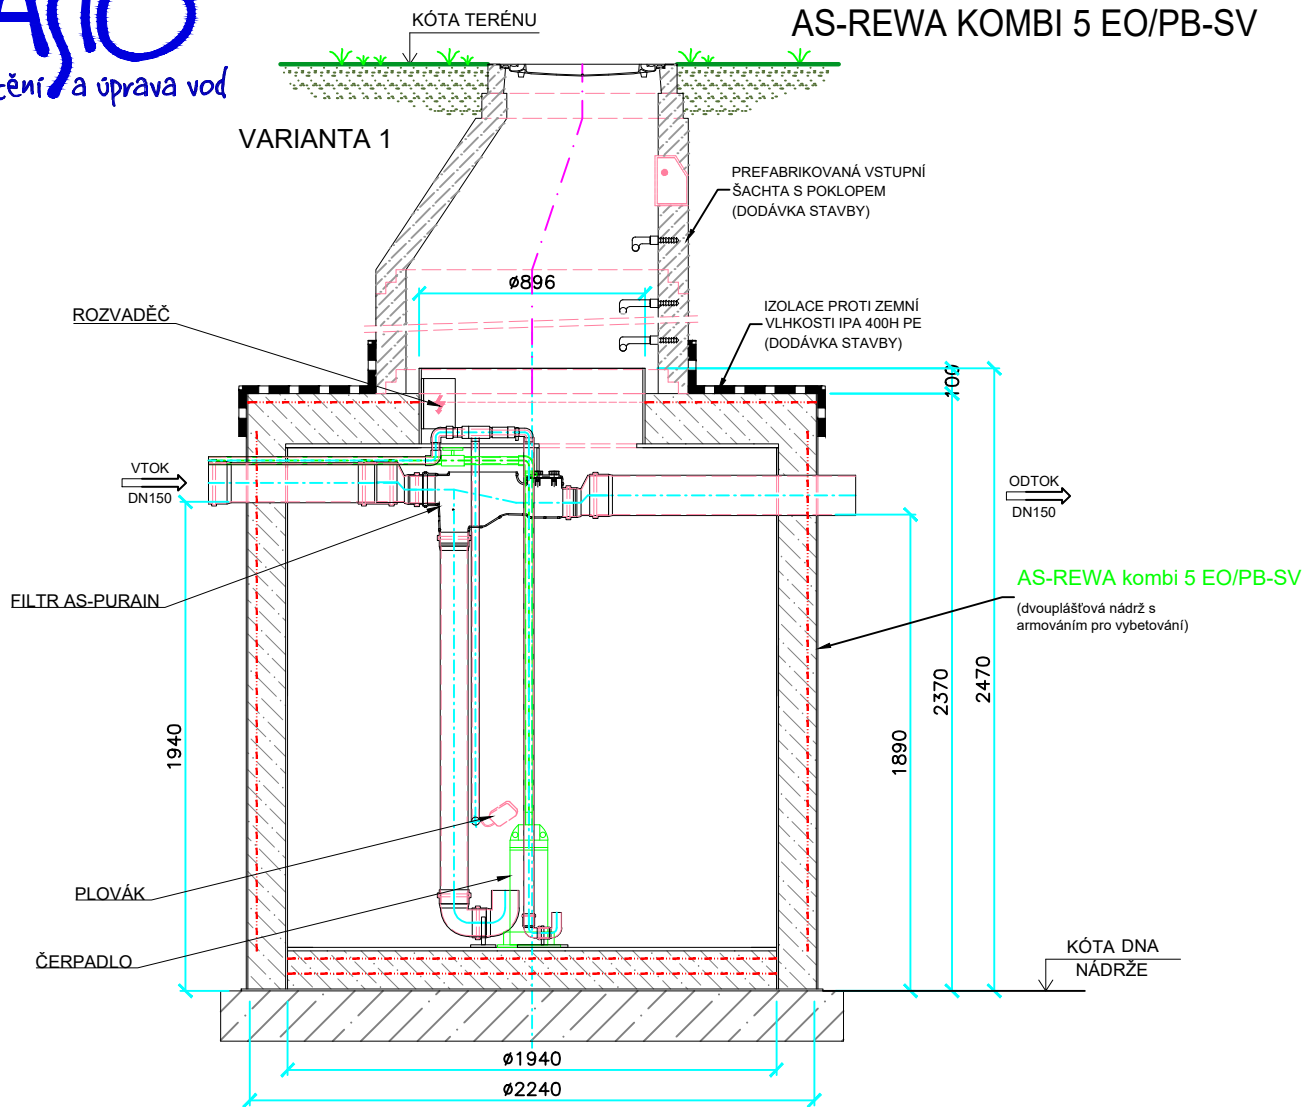 KÓTA TERÉNU
AS-REWA KOMBI 5 EO/PB-SV
a úprava vod
VARIANTA 1
PREFABRIKOVANÁ VSTUPNÍ
ŠACHTA S POKLOPEM
(DODÁVKA STAVBY)
ø896
ROZVADĚČ
IZOLACE PROTI ZEMNÍ
VLHKOSTI IPA 400H PE
(DODÁVKA STAVBY)
100
VTOK
DN150
ODTOK
DN150
AS-REWA kombi 5 EO/PB-SV
(dvouplášťová nádrž s
armováním pro vybetování)
FILTR AS-PURAIN
1940
1890
2370
2470
PLOVÁK
ČERPADLO
KÓTA DNA
NÁDRŽE
ø1940
ø2240